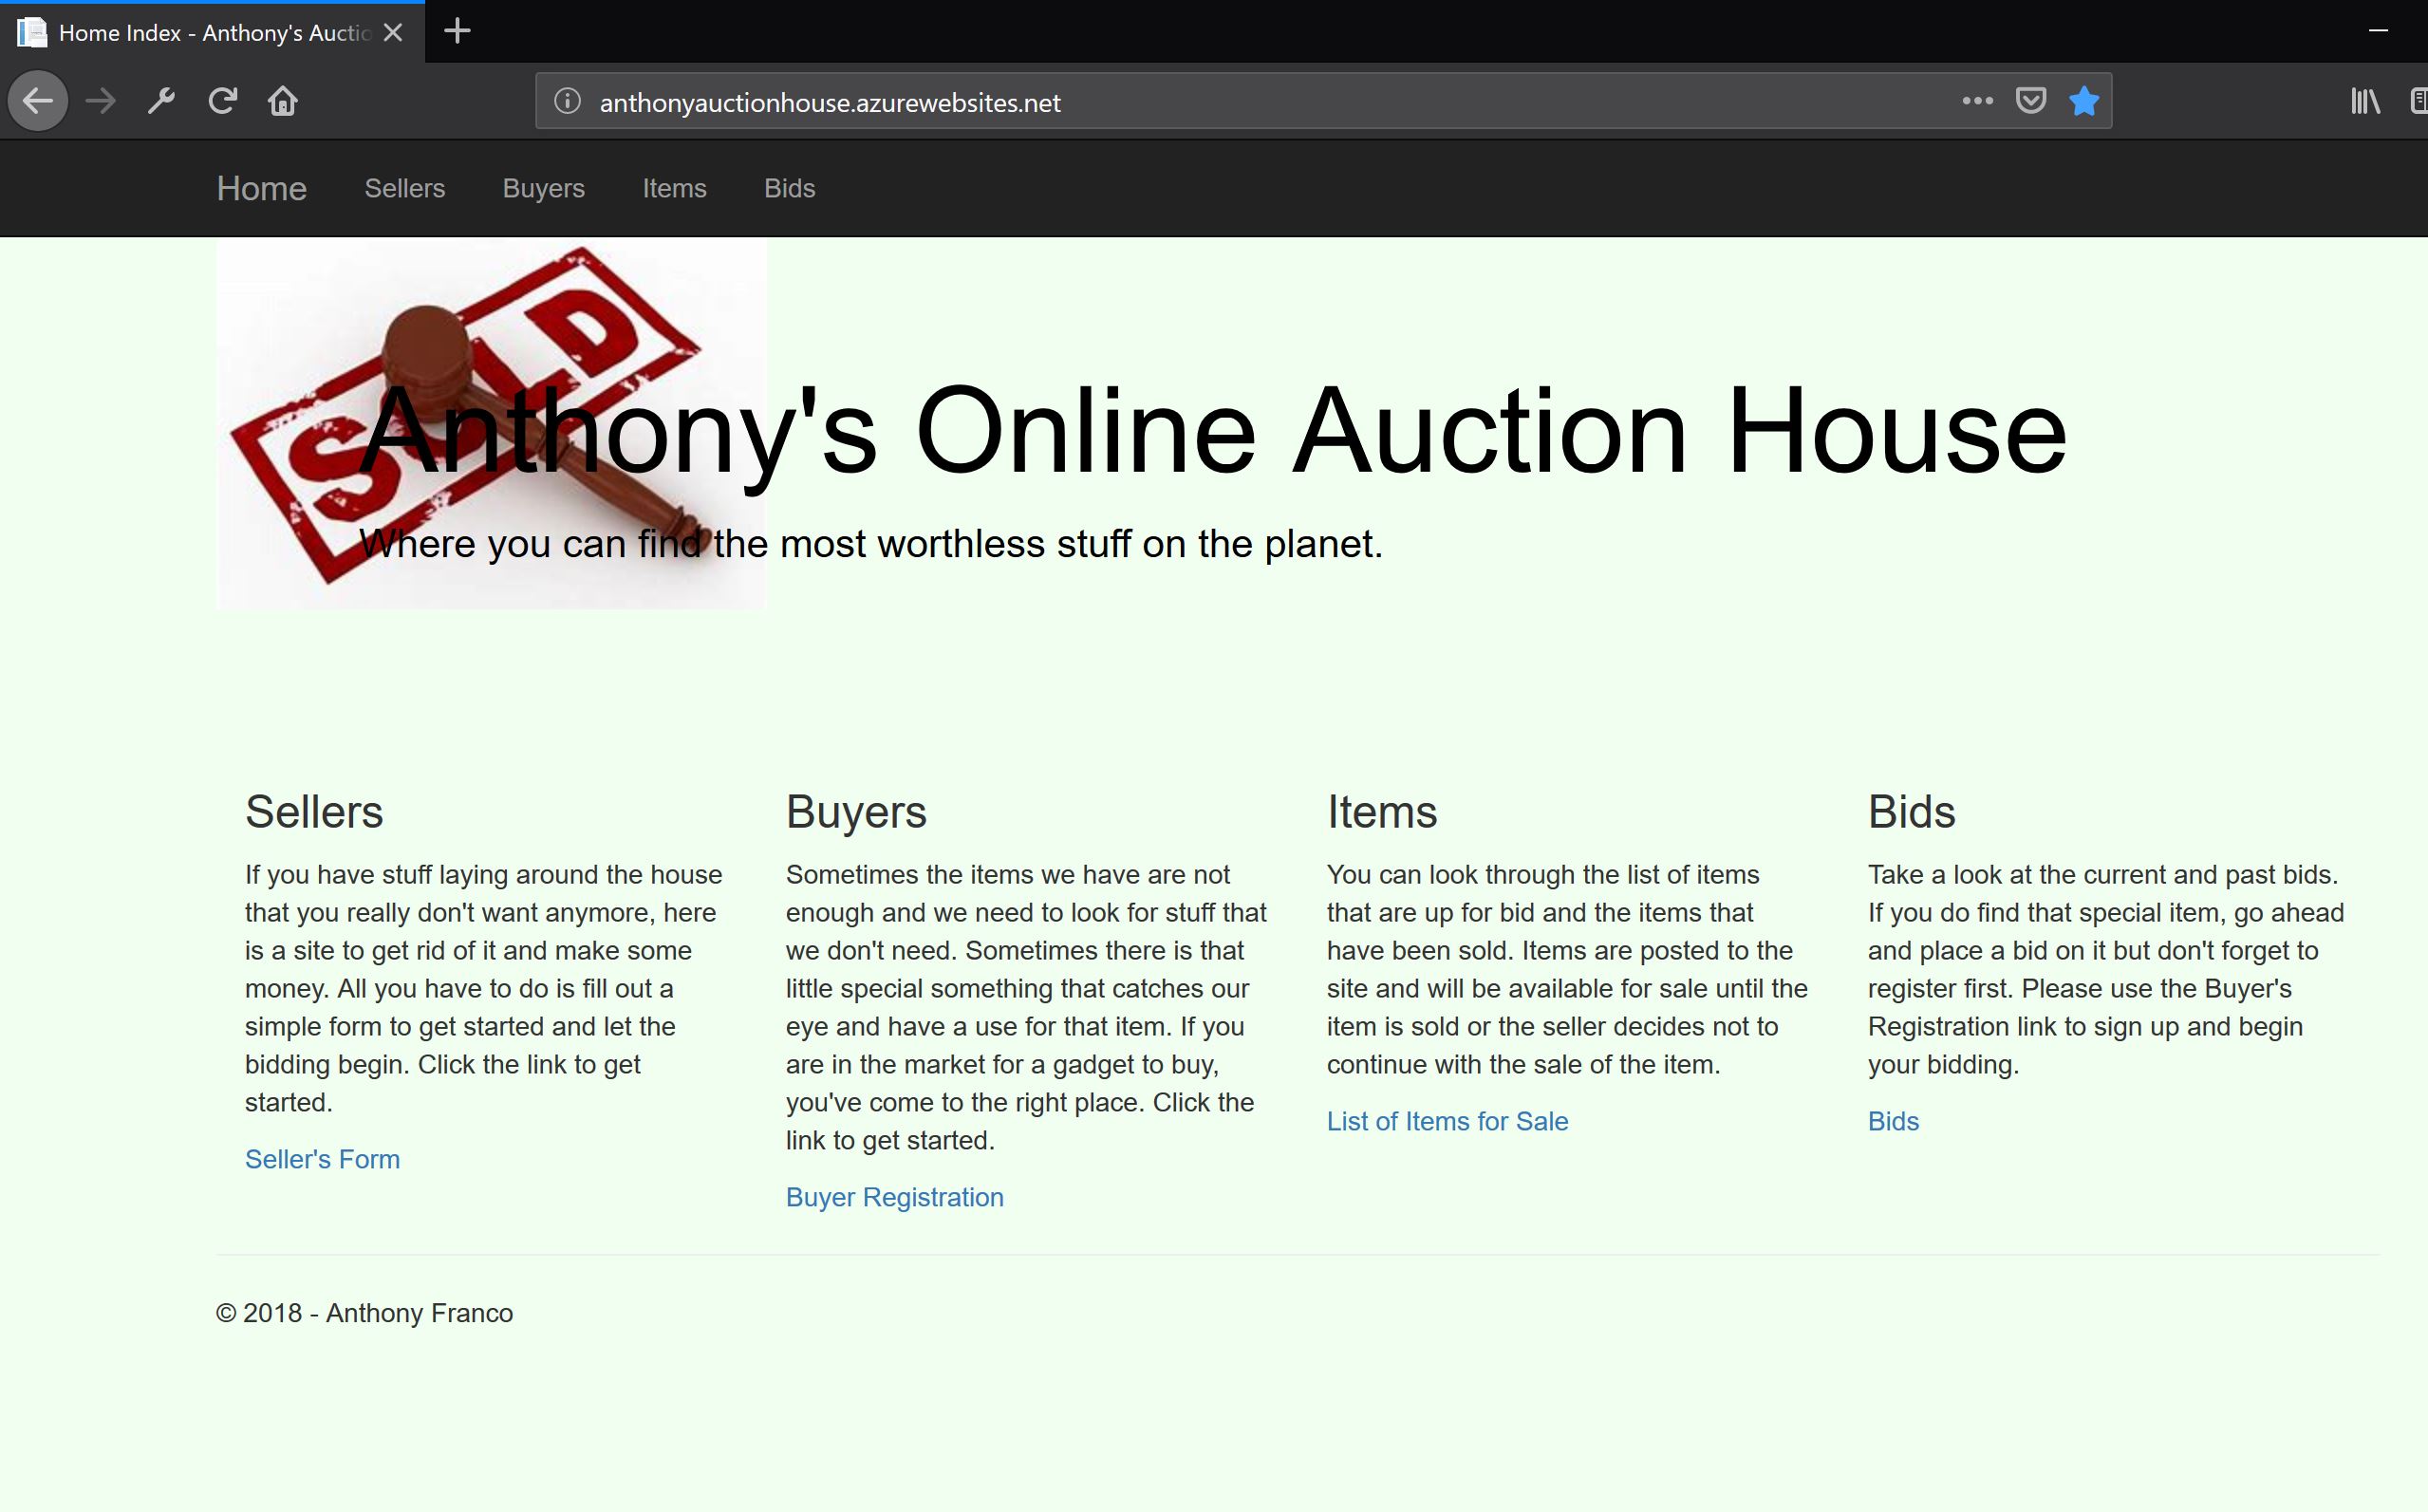 Home Index - Anthony's Auctio
anthonyauctionhouse.azurewebsites.net
Home Sellers Buyers Items Bids
SOLD
Anthony's Online Auction House
Where you can find the most worthless stuff on the planet.
Sellers
If you have stuff laying around the house
that you really don't want anymore, here
is a site to get rid of it and make some
money. All you have to do is fill out a
simple form to get started and let the
bidding begin. Click the link to get
started.
Seller's Form
Buyers
Sometimes the items we have are not
enough and we need to look for stuff that
we don't need. Sometimes there is that
little special something that catches our
eye and have a use for that item. If you
are in the market for a gadget to buy,
you've come to the right place. Click the
link to get started.
Buyer Registration
Items
You can look through the list of items
that are up for bid and the items that
have been sold. Items are posted to the
site and will be available for sale until the
item is sold or the seller decides not to
continue with the sale of the item.
List of Items for Sale
Bids
Take a look at the current and past bids.
If you do find that special item, go ahead
and place a bid on it but don't forget to
register first. Please use the Buyer's
Registration link to sign up and begin
your bidding.
Bids
© 2018 - Anthony Franco